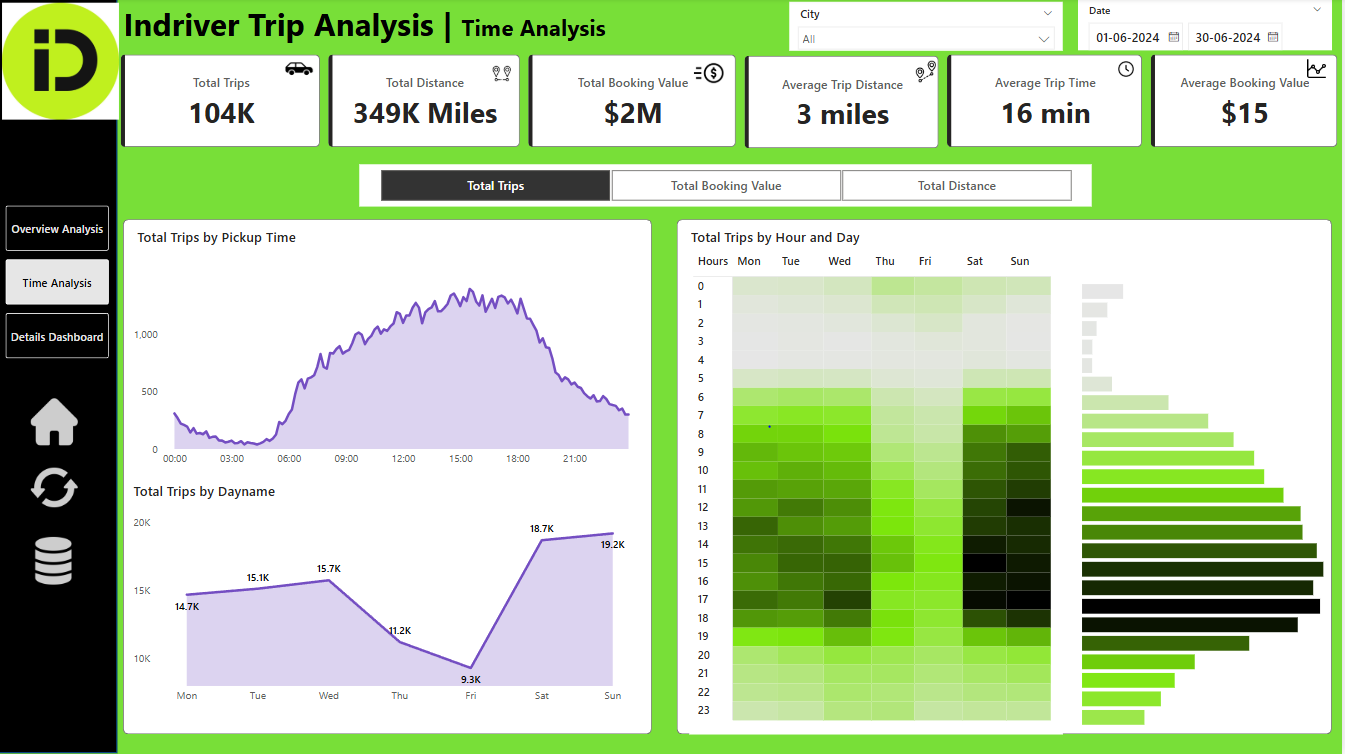 iD
Indriver Trip Analysis | Time Analysis
City
All
Date
01-06-2024 30-06-2024
Total Trips
104K
Total Distance
349K Miles
Total Booking Value
$
$2M
Average Trip Distance
3 miles
Average Trip Time
16 min
Average Booking Value
$15
Total Trips Total Booking Value Total Distance
Overview Analysis
Time Analysis
Details Dashboard
Total Trips by Pickup Time
1,000
500
0
00:00 03:00 06:00 09:00 12:00 15:00 18:00 21:00
Total Trips by Dayname
20K
15K
10K
14.7K
15.1K
15.7K
11.2K
9.3K
18.7K
19.2K
Mon Tue Wed Thu Fri Sat Sun
Total Trips by Hour and Day
Hours Mon Tue Wed Thu Fri Sat Sun
0
1
2
3
4
5
6
7
8
9
10
11
12
13
14
15
16
17
18
19
20
21
22
23